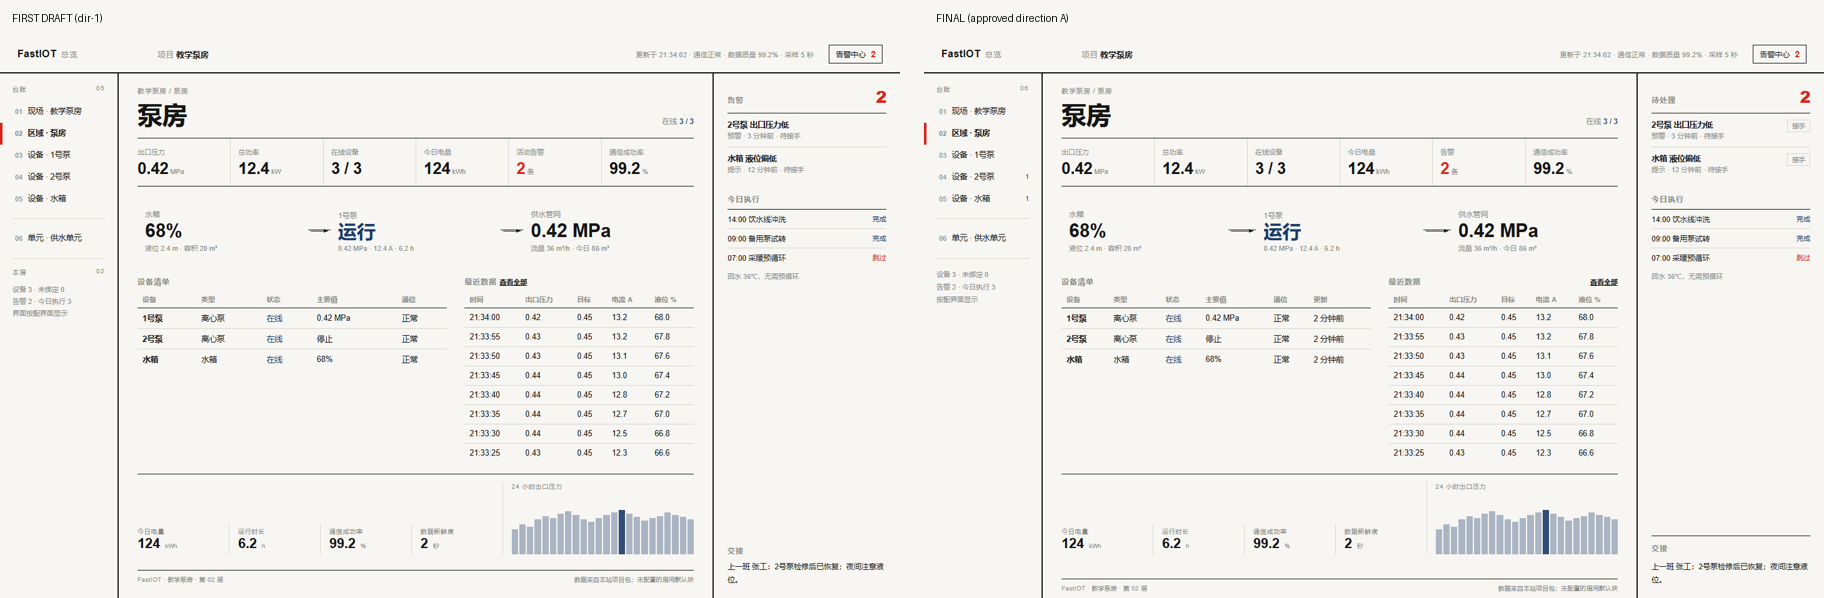 FIRST DRAFT (dir-1)
FastIOT 总览
项目 教学泵房
更新于 21:34:02 · 通信正常 · 数据质量 99.2% · 采样 5 秒
告警中心 2
台账 05
01 现场 · 教学泵房
02 区域 · 泵房
03 设备 · 1号泵
04 设备 · 2号泵
05 设备 · 水箱
06 单元 · 供水单元
本层 02
设备 3 · 未绑定 0
告警 2 · 今日执行 3
界面按配界面显示
教学泵房 / 泵房
泵房
在线 3 / 3
出口压力 总功率 在线设备 今日电量 活动告警 通信成功率
0.42 MPa 12.4 kW 3 / 3 124 kWh 2 条 99.2 %
水箱 1号泵 供水管网
68% 运行 0.42 MPa
液位 2.4 m · 容积 20 m³ 0.42 MPa · 12.4 A · 6.2 h 流量 36 m³/h · 今日 86 m³
设备清单
设备 类型 状态 主要值 通信
1号泵 离心泵 在线 0.42 MPa 正常
2号泵 离心泵 在线 停止 正常
水箱 水箱 在线 68% 正常
最近数据 查看全部
时间 出口压力 目标 电流 A 液位 %
21:34:00 0.42 0.45 13.2 68.0
21:33:55 0.43 0.45 13.2 67.8
21:33:50 0.43 0.45 13.1 67.6
21:33:45 0.44 0.45 13.0 67.4
21:33:40 0.44 0.45 12.8 67.2
21:33:35 0.44 0.45 12.7 67.0
21:33:30 0.44 0.45 12.5 66.8
21:33:25 0.43 0.45 12.3 66.6
今日电量 运行时长 通信成功率 数据新鲜度
124 kWh 6.2 h 99.2 % 2 秒
24 小时出口压力
FastIOT · 教学泵房 · 第 02 层
数据来自本站项目包；未配置的层用默认块
告警 2
2号泵 出口压力低
预警 · 3 分钟前 · 待接手
水箱 液位偏低
提示 · 12 分钟前 · 待接手
今日执行
14:00 饮水线冲洗 完成
09:00 备用泵试转 完成
07:00 采暖预循环 跳过
回水 36℃，无需预循环
交接
上一班 张工：2号泵检修后已恢复；夜间注意液
位。
FINAL (approved direction A)
FastIOT 总览
项目 教学泵房
更新于 21:34:02 · 通信正常 · 数据质量 99.2% · 采样 5 秒
告警中心 2
台账 06
01 现场 · 教学泵房
02 区域 · 泵房
03 设备 · 1号泵
04 设备 · 2号泵 1
05 设备 · 水箱 1
06 单元 · 供水单元
设备 3 · 未绑定 0
告警 2 · 今日执行 3
按配界面显示
教学泵房 / 泵房
泵房
在线 3 / 3
出口压力 总功率 在线设备 今日电量 告警 通信成功率
0.42 MPa 12.4 kW 3 / 3 124 kWh 2 条 99.2 %
水箱 1号泵 供水管网
68% 运行 0.42 MPa
液位 2.4 m · 容积 20 m³ 0.42 MPa · 12.4 A · 6.2 h 流量 36 m³/h · 今日 86 m³
设备清单
设备 类型 状态 主要值 通信 更新
1号泵 离心泵 在线 0.42 MPa 正常 2 分钟前
2号泵 离心泵 在线 停止 正常 2 分钟前
水箱 水箱 在线 68% 正常 2 分钟前
最近数据 查看全部
时间 出口压力 目标 电流 A 液位 %
21:34:00 0.42 0.45 13.2 68.0
21:33:55 0.43 0.45 13.2 67.8
21:33:50 0.43 0.45 13.1 67.6
21:33:45 0.44 0.45 13.0 67.4
21:33:40 0.44 0.45 12.8 67.2
21:33:35 0.44 0.45 12.7 67.0
21:33:30 0.44 0.45 12.5 66.8
21:33:25 0.43 0.45 12.3 66.6
今日电量 运行时长 通信成功率 数据新鲜度
124 kWh 6.2 h 99.2 % 2 秒
24 小时出口压力
FastIOT · 教学泵房 · 第 02 层
数据来自本站项目包；未配置的层用默认块
待处理 2
2号泵 出口压力低 接手
预警 · 3 分钟前 · 待接手
水箱 液位偏低 接手
提示 · 12 分钟前 · 待接手
今日执行
14:00 饮水线冲洗 完成
09:00 备用泵试转 完成
07:00 采暖预循环 跳过
回水 36℃，无需预循环
交接
上一班 张工：2号泵检修后已恢复；夜间注意液
位。